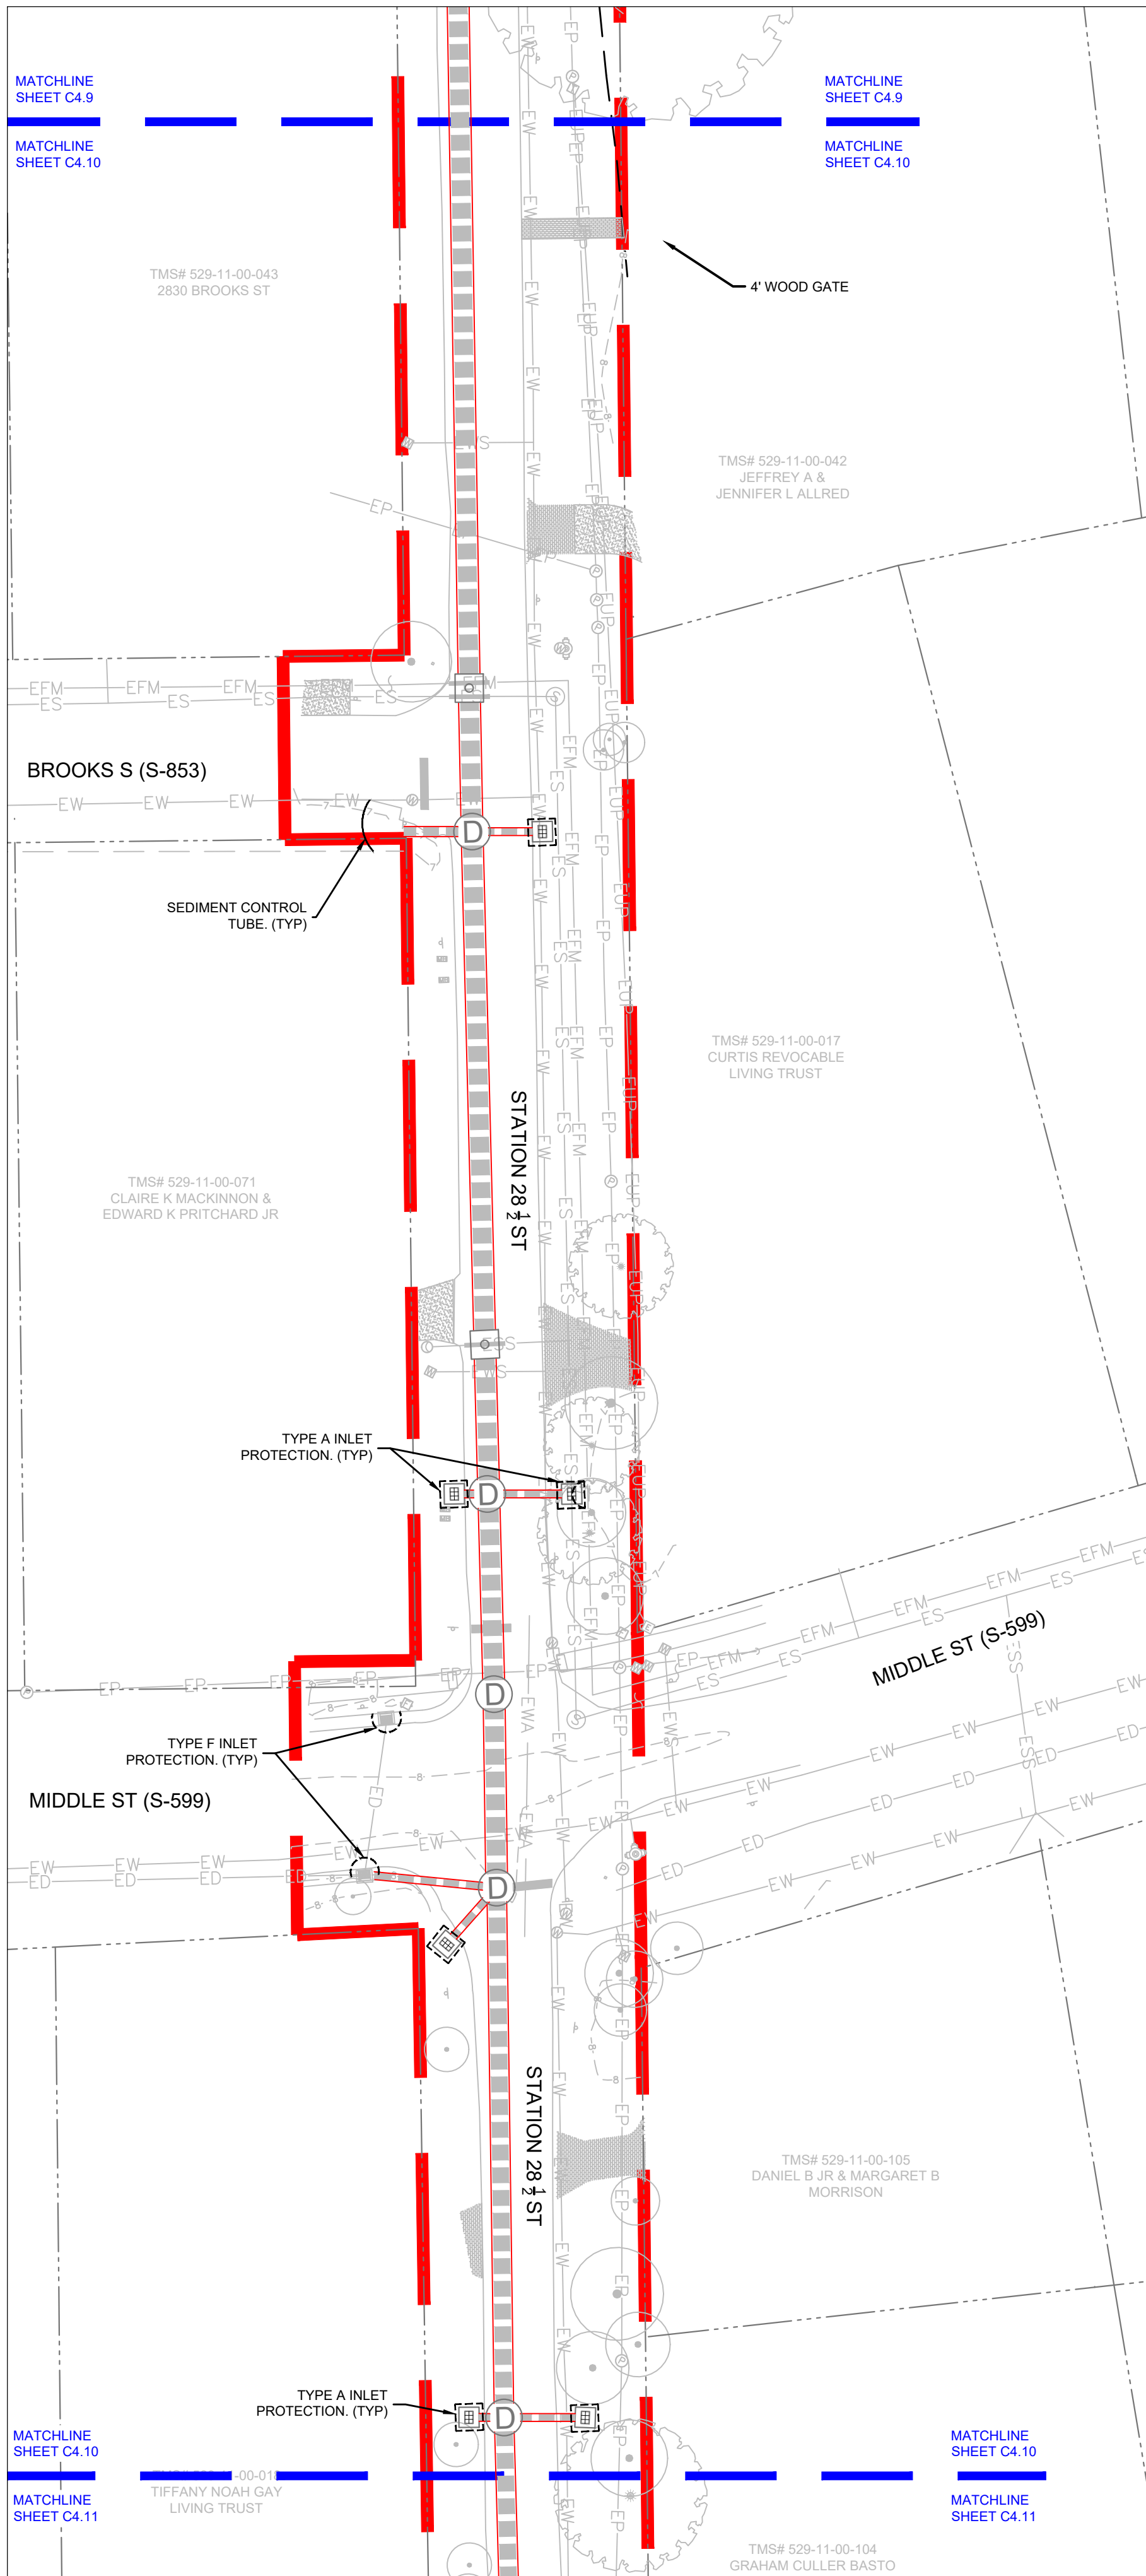 MATCHLINE
SHEET C4.9
MATCHLINE
SHEET C4.9
MATCHLINE
SHEET C4.10
MATCHLINE
SHEET C4.10
TMS# 529-11-00-043
2830 BROOKS ST
4' WOOD GATE
TMS# 529-11-00-042
JEFFREY A &
JENNIFER L ALLRED
BROOKS S (S-853)
SEDIMENT CONTROL
TUBE. (TYP)
TMS# 529-11-00-017
CURTIS REVOCABLE
LIVING TRUST
STATION 28 1/2 ST
TMS# 529-11-00-071
CLAIRE K MACKINNON &
EDWARD K PRITCHARD JR
TYPE A INLET
PROTECTION. (TYP)
MIDDLE ST (S-599)
TYPE F INLET
PROTECTION. (TYP)
MIDDLE ST (S-599)
STATION 28 1/2 ST
TMS# 529-11-00-105
DANIEL B JR & MARGARET B
MORRISON
TYPE A INLET
PROTECTION. (TYP)
MATCHLINE
SHEET C4.10
MATCHLINE
SHEET C4.10
TIFFANY NOAH GAY
LIVING TRUST
MATCHLINE
SHEET C4.11
MATCHLINE
SHEET C4.11
TMS# 529-11-00-104
GRAHAM CULLER BASTO